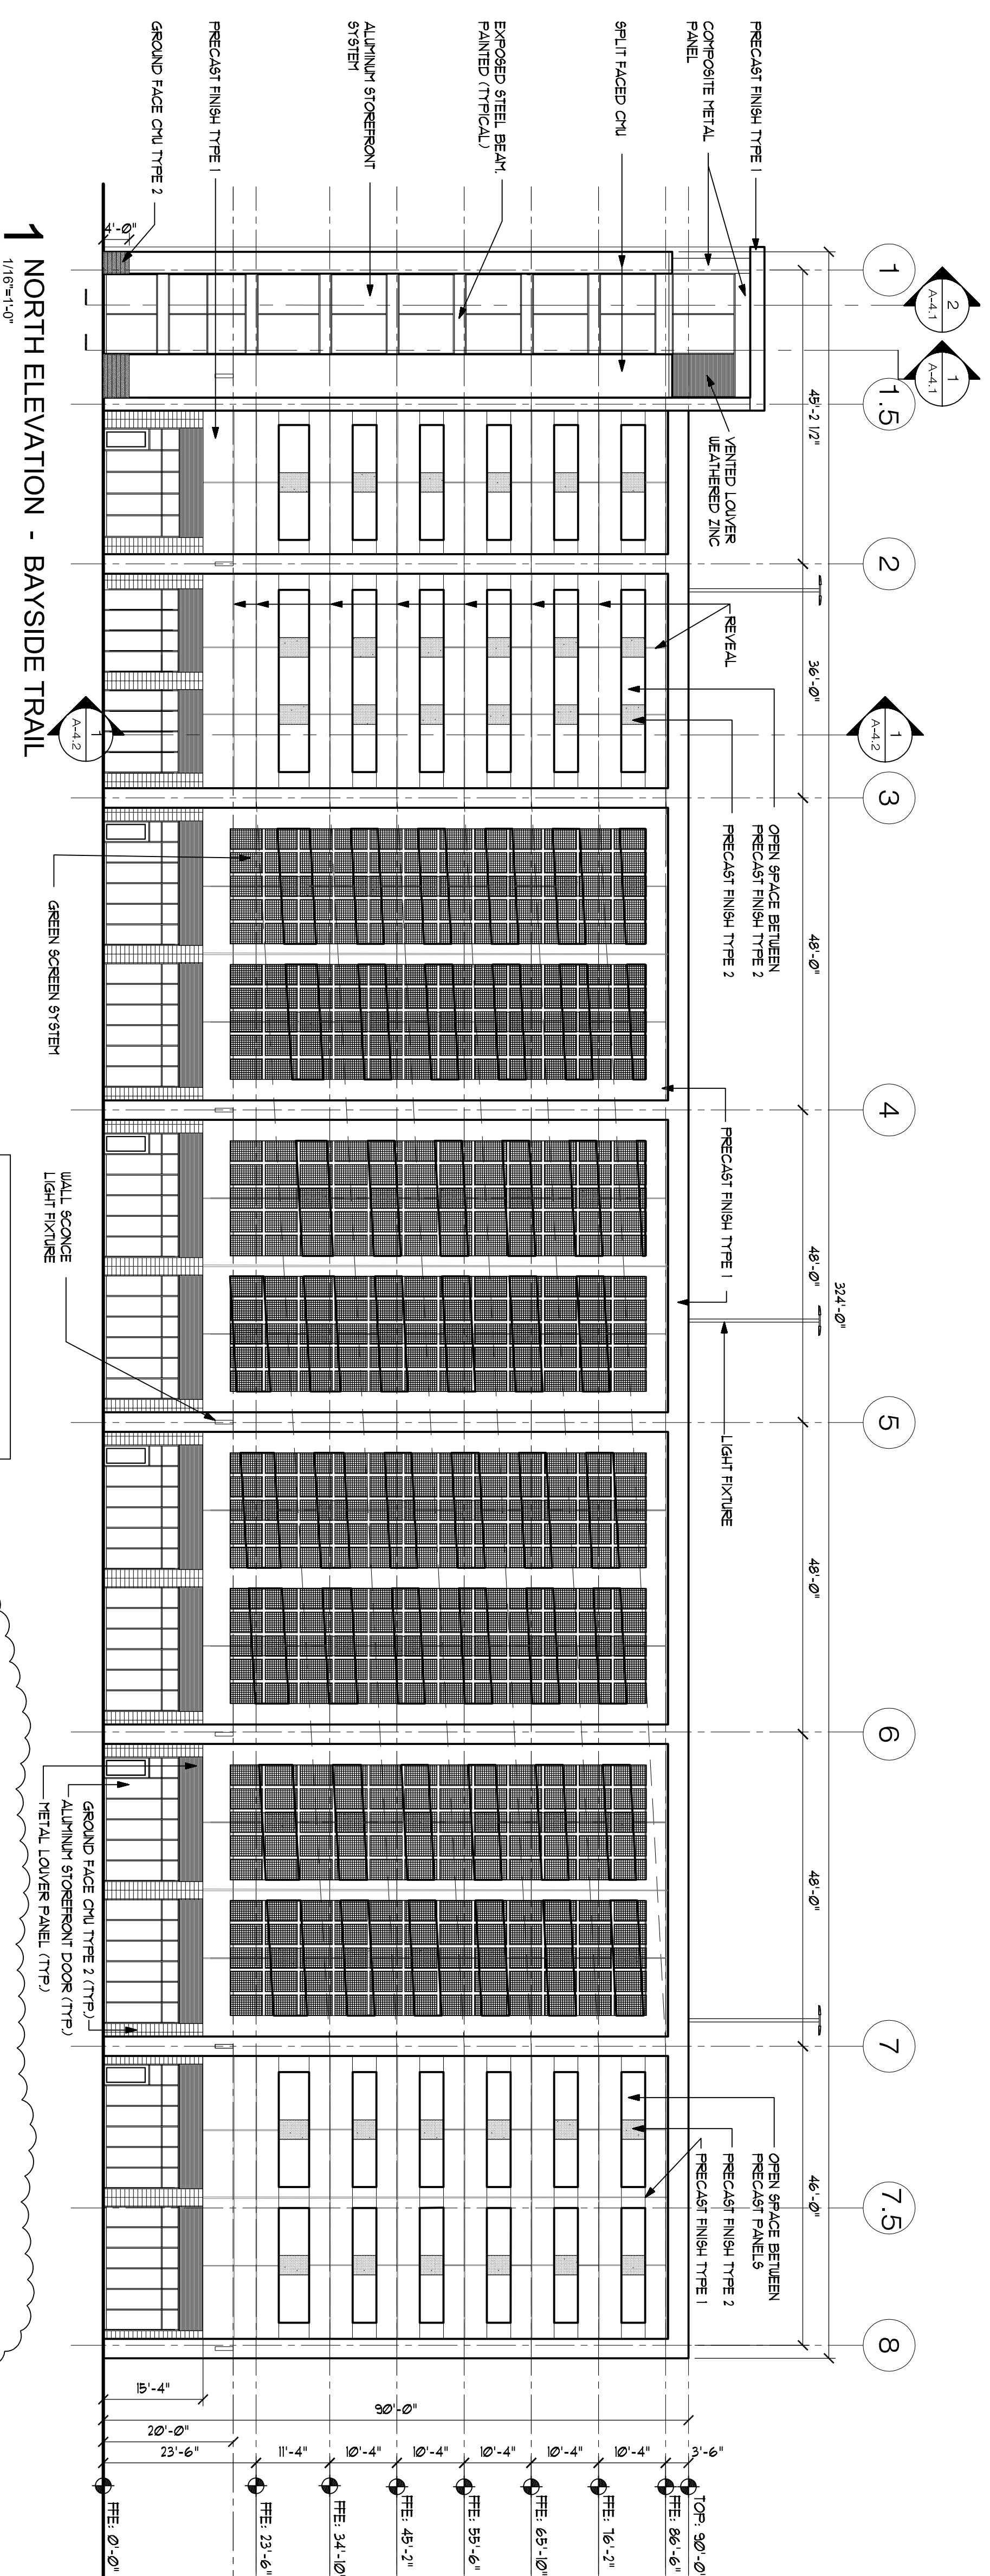 1
2
A-4.1
1
A-4.1
1.5
2
1
A-4.2
3
4
5
6
7
7.5
8
324'-0"
45'-2 1/2"
36'-0"
48'-0"
48'-0"
48'-0"
48'-0"
46'-0"
PRECAST FINISH TYPE 1
COMPOSITE METAL
PANEL
SPLIT FACED CMU
EXPOSED STEEL BEAM.
PAINTED (TYPICAL)
ALUMINUM STOREFRONT
SYSTEM
PRECAST FINISH TYPE 1
GROUND FACE CMU TYPE 2
4'-0"
VENTED LOUVER
WEATHERED ZINC
REVEAL
OPEN SPACE BETWEEN
PRECAST FINISH TYPE 2
PRECAST FINISH TYPE 2
PRECAST FINISH TYPE 1
LIGHT FIXTURE
OPEN SPACE BETWEEN
PRECAST PANELS
PRECAST FINISH TYPE 2
PRECAST FINISH TYPE 1
1
A-4.2
GREEN SCREEN SYSTEM
WALL SCONCE
LIGHT FIXTURE
GROUND FACE CMU TYPE 2 (TYP.)
ALUMINUM STOREFRONT DOOR (TYP.)
METAL LOUVER PANEL (TYP.)
15'-4"
90'-0"
20'-0"
23'-6"
11'-4"
10'-4"
10'-4"
10'-4"
10'-4"
10'-4"
3'-6"
TOP: 90'-0"
FFE: 86'-6"
FFE: 76'-2"
FFE: 65'-10"
FFE: 55'-6"
FFE: 45'-2"
FFE: 34'-10"
FFE: 23'-6"
FFE: 0'-0"
1 NORTH ELEVATION - BAYSIDE TRAIL
1/16"=1'-0"